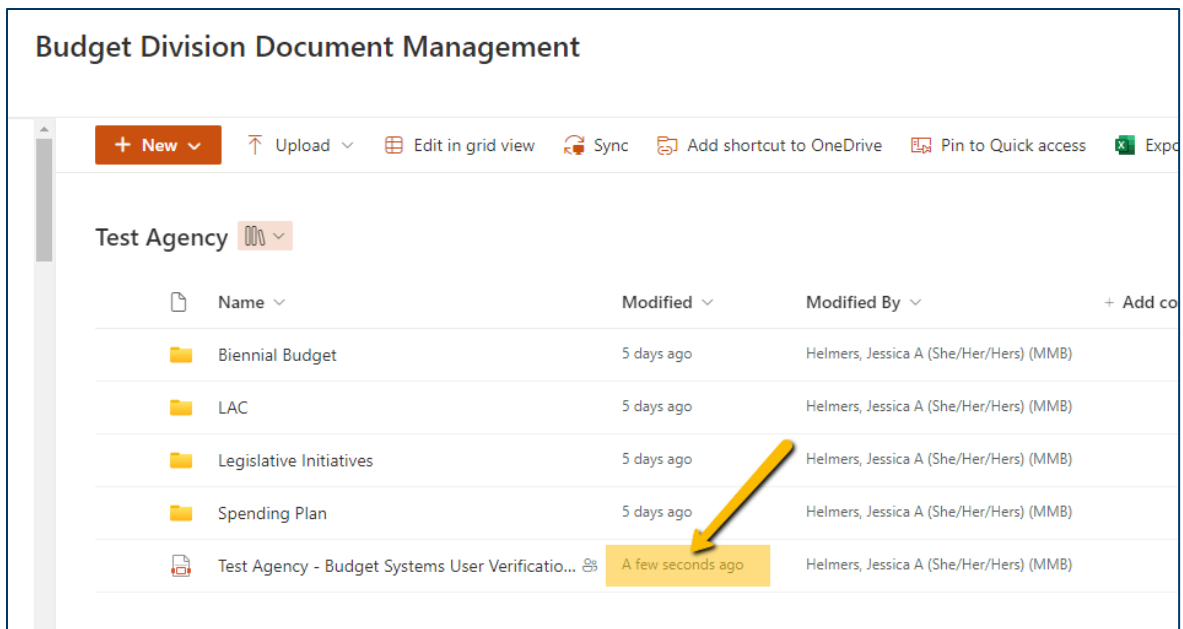 Budget Division Document Management
+ New Upload Edit in grid view Sync Add shortcut to OneDrive Pin to Quick access Expo
Test Agency
Name Modified Modified By + Add co
Biennial Budget 5 days ago Helmers, Jessica A (She/Her/Hers) (MMB)
LAC 5 days ago Helmers, Jessica A (She/Her/Hers) (MMB)
Legislative Initiatives 5 days ago Helmers, Jessica A (She/Her/Hers) (MMB)
Spending Plan 5 days ago Helmers, Jessica A (She/Her/Hers) (MMB)
Test Agency - Budget Systems User Verificatio... A few seconds ago Helmers, Jessica A (She/Her/Hers) (MMB)